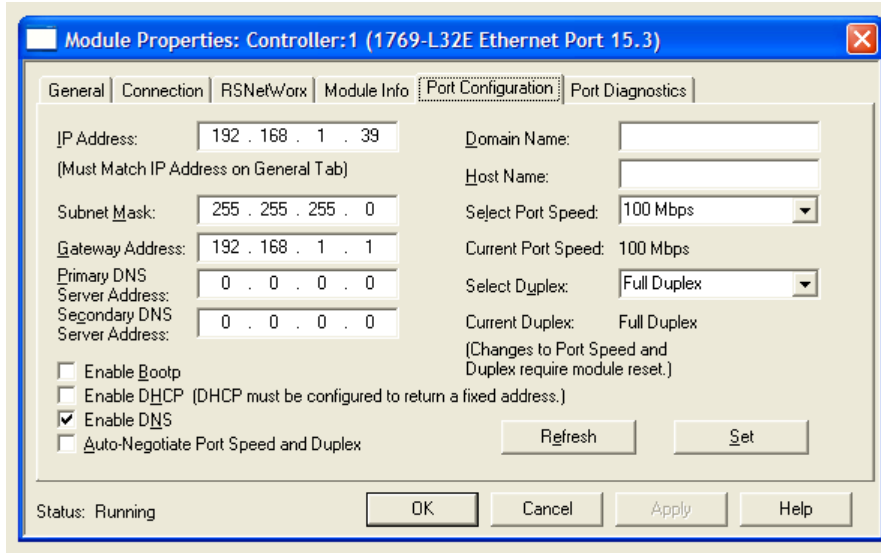 Module Properties: Controller:1 (1769-L32E Ethernet Port 15.3)
General Connection RSNetWorx Module Info Port Configuration Port Diagnostics
IP Address: 192 . 168 . 1 . 39
(Must Match IP Address on General Tab)
Subnet Mask: 255 . 255 . 255 . 0
Gateway Address: 192 . 168 . 1 . 1
Primary DNS
Server Address: 0 . 0 . 0 . 0
Secondary DNS
Server Address: 0 . 0 . 0 . 0
Enable Bootp
Enable DHCP (DHCP must be configured to return a fixed address.)
Enable DNS
Auto-Negotiate Port Speed and Duplex
Domain Name:
Host Name:
Select Port Speed: 100 Mbps
Current Port Speed: 100 Mbps
Select Duplex: Full Duplex
Current Duplex: Full Duplex
(Changes to Port Speed and
Duplex require module reset.)
Refresh Set
Status: Running OK Cancel Apply Help